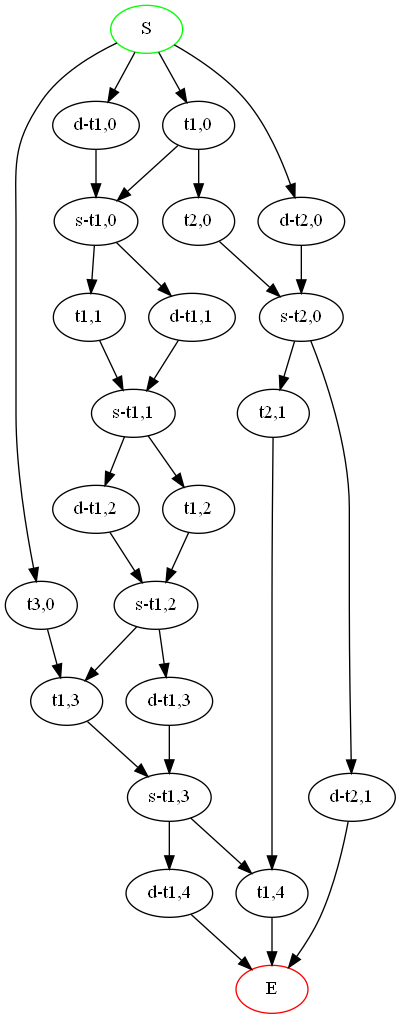 S
d-t1,0
t1,0
s-t1,0
t2,0
d-t2,0
t1,1
d-t1,1
s-t2,0
s-t1,1
t2,1
d-t1,2
t1,2
t3,0
s-t1,2
t1,3
d-t1,3
s-t1,3
d-t2,1
d-t1,4
t1,4
E